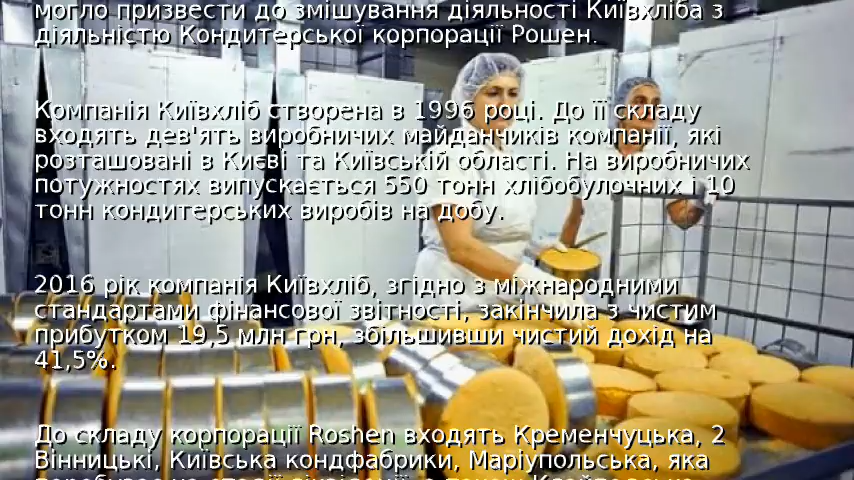 могло призвести до змішування діяльності Київхліба з
діяльністю Кондитерської корпорації Рошен.
Компанія Київхліб створена в 1996 році. До її складу
входять дев'ять виробничих майданчиків компанії, які
розташовані в Києві та Київській області. На виробничих
потужностях випускається 550 тонн хлібобулочних і 10
тонн кондитерських виробів на добу.
2016 рік компанія Київхліб, згідно з міжнародними
стандартами фінансової звітності, закінчила з чистим
прибутком 19,5 млн грн, збільшивши чистий дохід на
41,5%.
До складу корпорації Roshen входять Кременчуцька, 2
Вінницькі, Київська кондфабрики, Маріупольська, яка